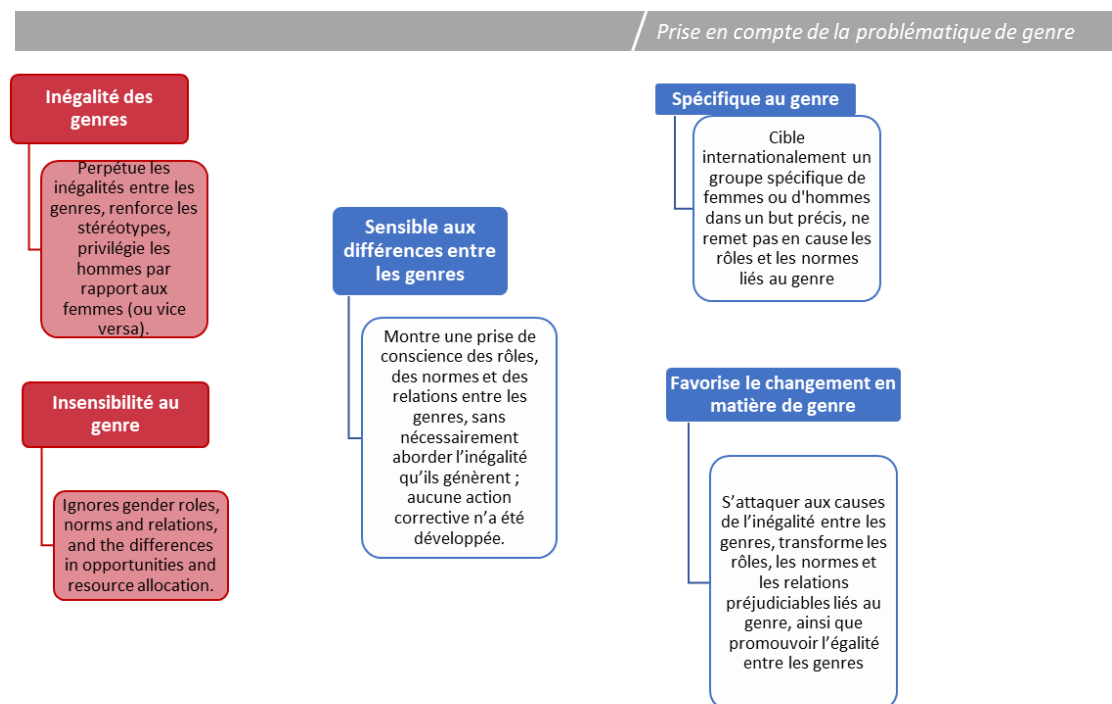 Prise en compte de la problématique de genre
Inégalité des
genres
Perpétue les
inégalités entre les
genres, renforce les
stéréotypes,
privilégie les
hommes par
rapport aux
femmes (ou vice
versa).
Insensibilité au
genre
Ignores gender roles,
norms and relations,
and the differences
in opportunities and
resource allocation.
Sensible aux
différences entre
les genres
Montre une prise de
conscience des rôles,
des normes et des
relations entre les
genres, sans
nécessairement
aborder l’inégalité
qu’ils génèrent ;
aucune action
corrective n’a été
développée.
Spécifique au genre
Cible
internationalement un
groupe spécifique de
femmes ou d'hommes
dans un but précis, ne
remet pas en cause les
rôles et les normes
liés au genre
Favorise le changement en
matière de genre
S’attaquer aux causes
de l’inégalité entre les
genres, transforme les
rôles, les normes et
les relations
préjudiciables liés au
genre, ainsi que
promouvoir l’égalité
entre les genres